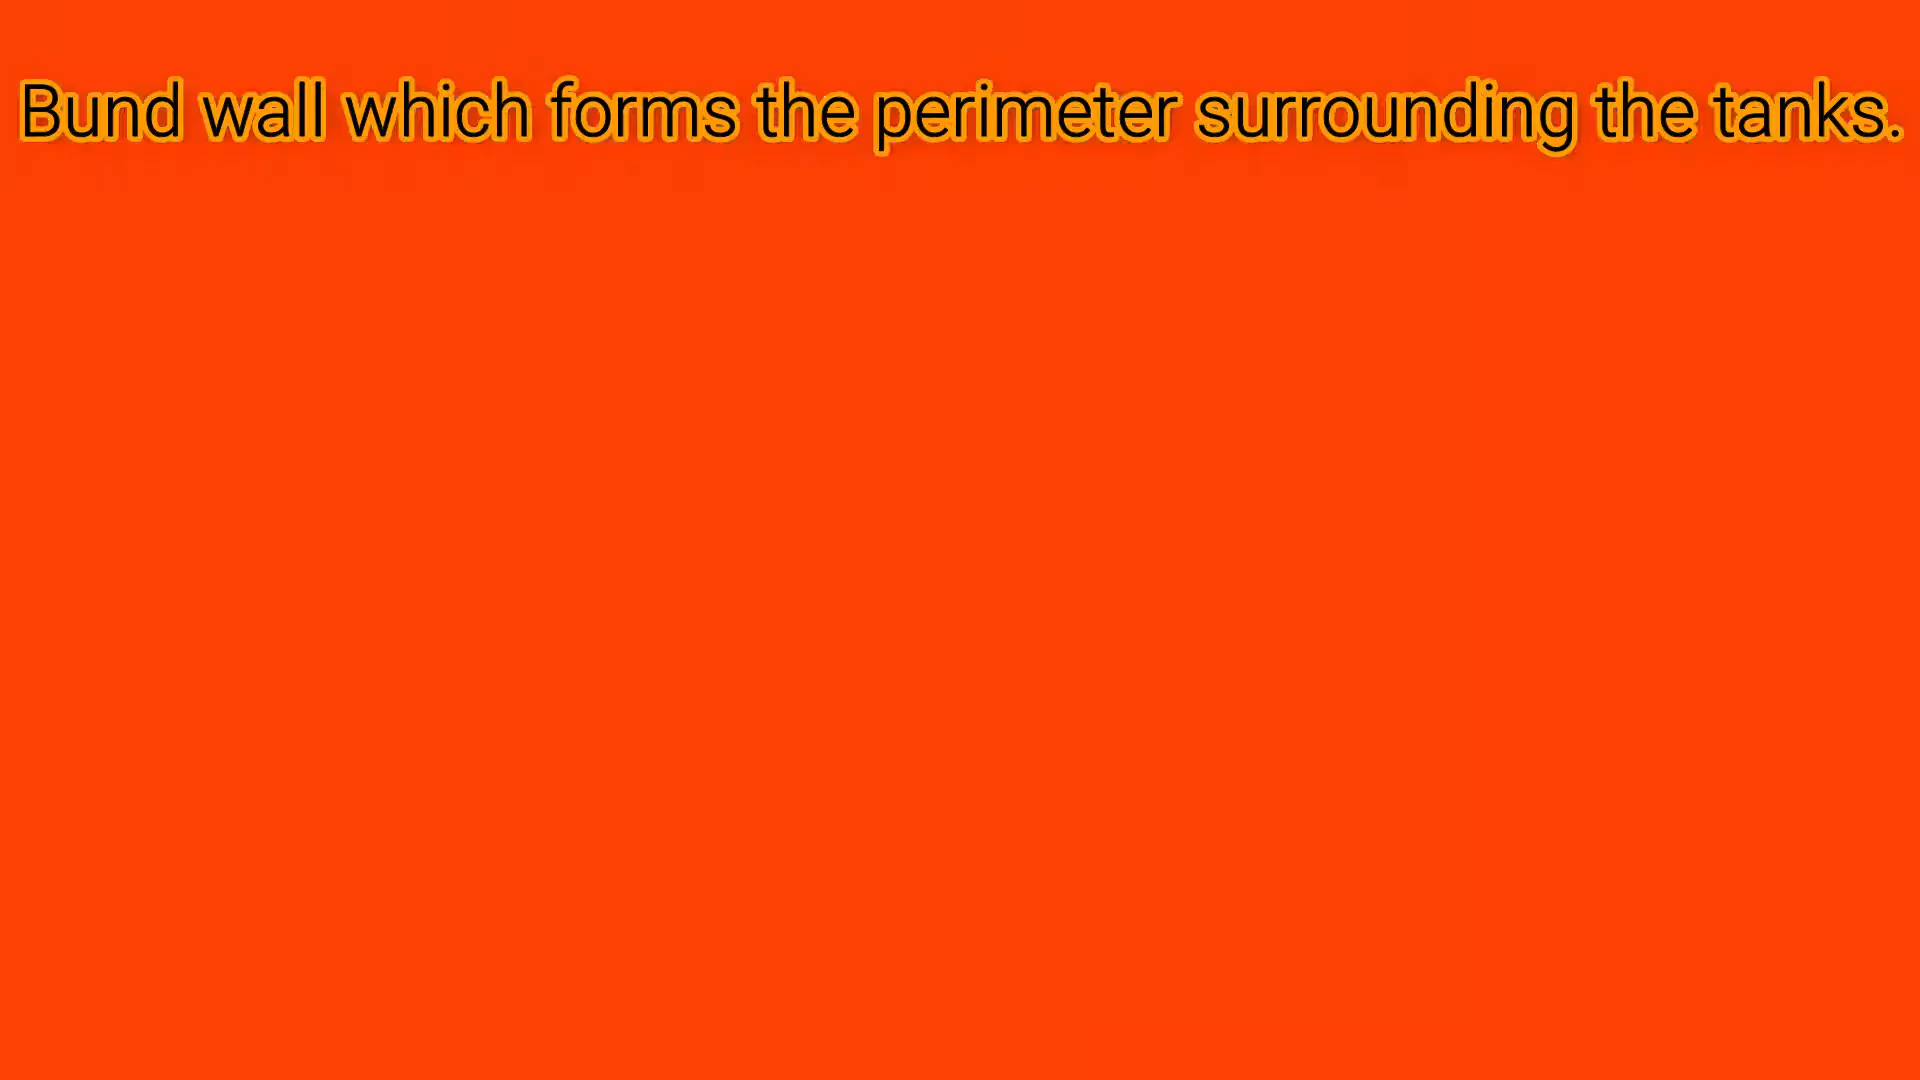 Bund wall which forms the perimeter surrounding the tanks.